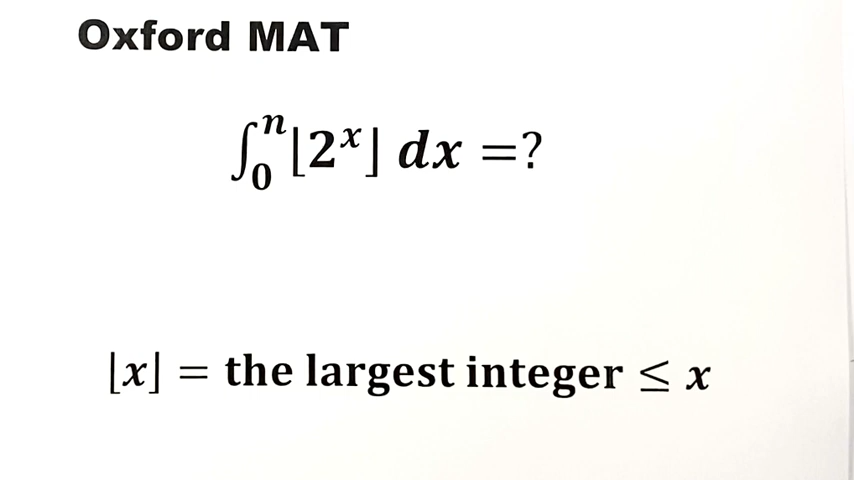 Oxford MAT
∫₀ⁿ⌊2ˣ⌋ dx =?
⌊x⌋ = the largest integer ≤ x